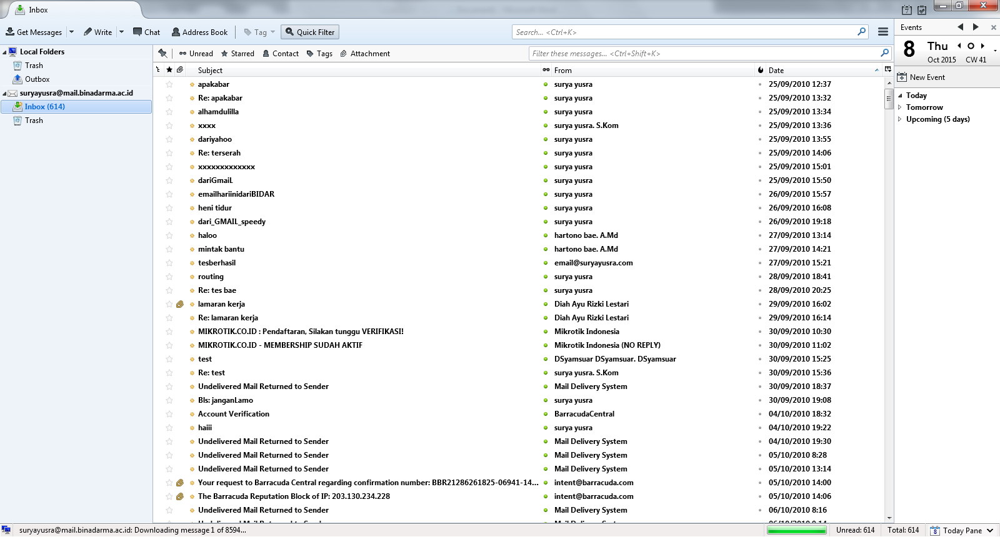 Inbox
7
Get Messages Write Chat Address Book Tag Quick Filter Search... <Ctrl+K>
Events
Local Folders
Trash
Outbox
suryayusra@mail.binadarma.ac.id
Inbox (614)
Trash
Unread Starred Contact Tags Attachment Filter these messages... <Ctrl+Shift+K>
Subject From Date
apakabar surya yusra 25/09/2010 12:37
Re: apakabar surya yusra 25/09/2010 13:32
alhamdulilla surya yusra 25/09/2010 13:34
xxxx surya yusra. S.Kom 25/09/2010 13:36
dariyahoo surya yusra 25/09/2010 13:55
Re: terserah surya yusra 25/09/2010 14:06
xxxxxxxxxxxxx surya yusra 25/09/2010 15:01
dariGmaiL surya yusra 25/09/2010 15:50
emailhariinidariBIDAR surya yusra 26/09/2010 15:57
heni tidur surya yusra 26/09/2010 16:08
dari_GMAIL_speedy surya yusra 26/09/2010 19:18
haloo hartono bae. A.Md 27/09/2010 13:14
mintak bantu hartono bae. A.Md 27/09/2010 14:21
tesberhasil email@suryayusra.com 27/09/2010 15:21
routing surya yusra 28/09/2010 18:41
Re: tes bae surya yusra 28/09/2010 20:25
lamaran kerja Diah Ayu Rizki Lestari 29/09/2010 16:02
Re: lamaran kerja Diah Ayu Rizki Lestari 29/09/2010 16:14
MIKROTIK.CO.ID : Pendaftaran, Silakan tunggu VERIFIKASI! Mikrotik Indonesia 30/09/2010 10:30
MIKROTIK.CO.ID - MEMBERSHIP SUDAH AKTIF Mikrotik Indonesia (NO REPLY) 30/09/2010 11:02
test DSyamsuar DSyamsuar. DSyamsuar 30/09/2010 15:25
Re: test surya yusra. S.Kom 30/09/2010 15:36
Undelivered Mail Returned to Sender Mail Delivery System 30/09/2010 18:37
Bls: janganLamo surya yusra 30/09/2010 19:08
Account Verification BarracudaCentral 04/10/2010 18:32
haiii surya yusra 04/10/2010 19:22
Undelivered Mail Returned to Sender Mail Delivery System 04/10/2010 19:30
Undelivered Mail Returned to Sender Mail Delivery System 05/10/2010 8:28
Undelivered Mail Returned to Sender Mail Delivery System 05/10/2010 13:14
Your request to Barracuda Central regarding confirmation number: BBR21286261825-06941-14... intent@barracuda.com 05/10/2010 14:00
The Barracuda Reputation Block of IP: 203.130.234.228 intent@barracuda.com 05/10/2010 14:06
Undelivered Mail Returned to Sender Mail Delivery System 06/10/2010 8:16
8 Thu
Oct 2015 CW 41
New Event
Today
Tomorrow
Upcoming (5 days)
suryayusra@mail.binadarma.ac.id: Downloading message 1 of 8594... Unread: 614 Total: 614 8 Today Pane